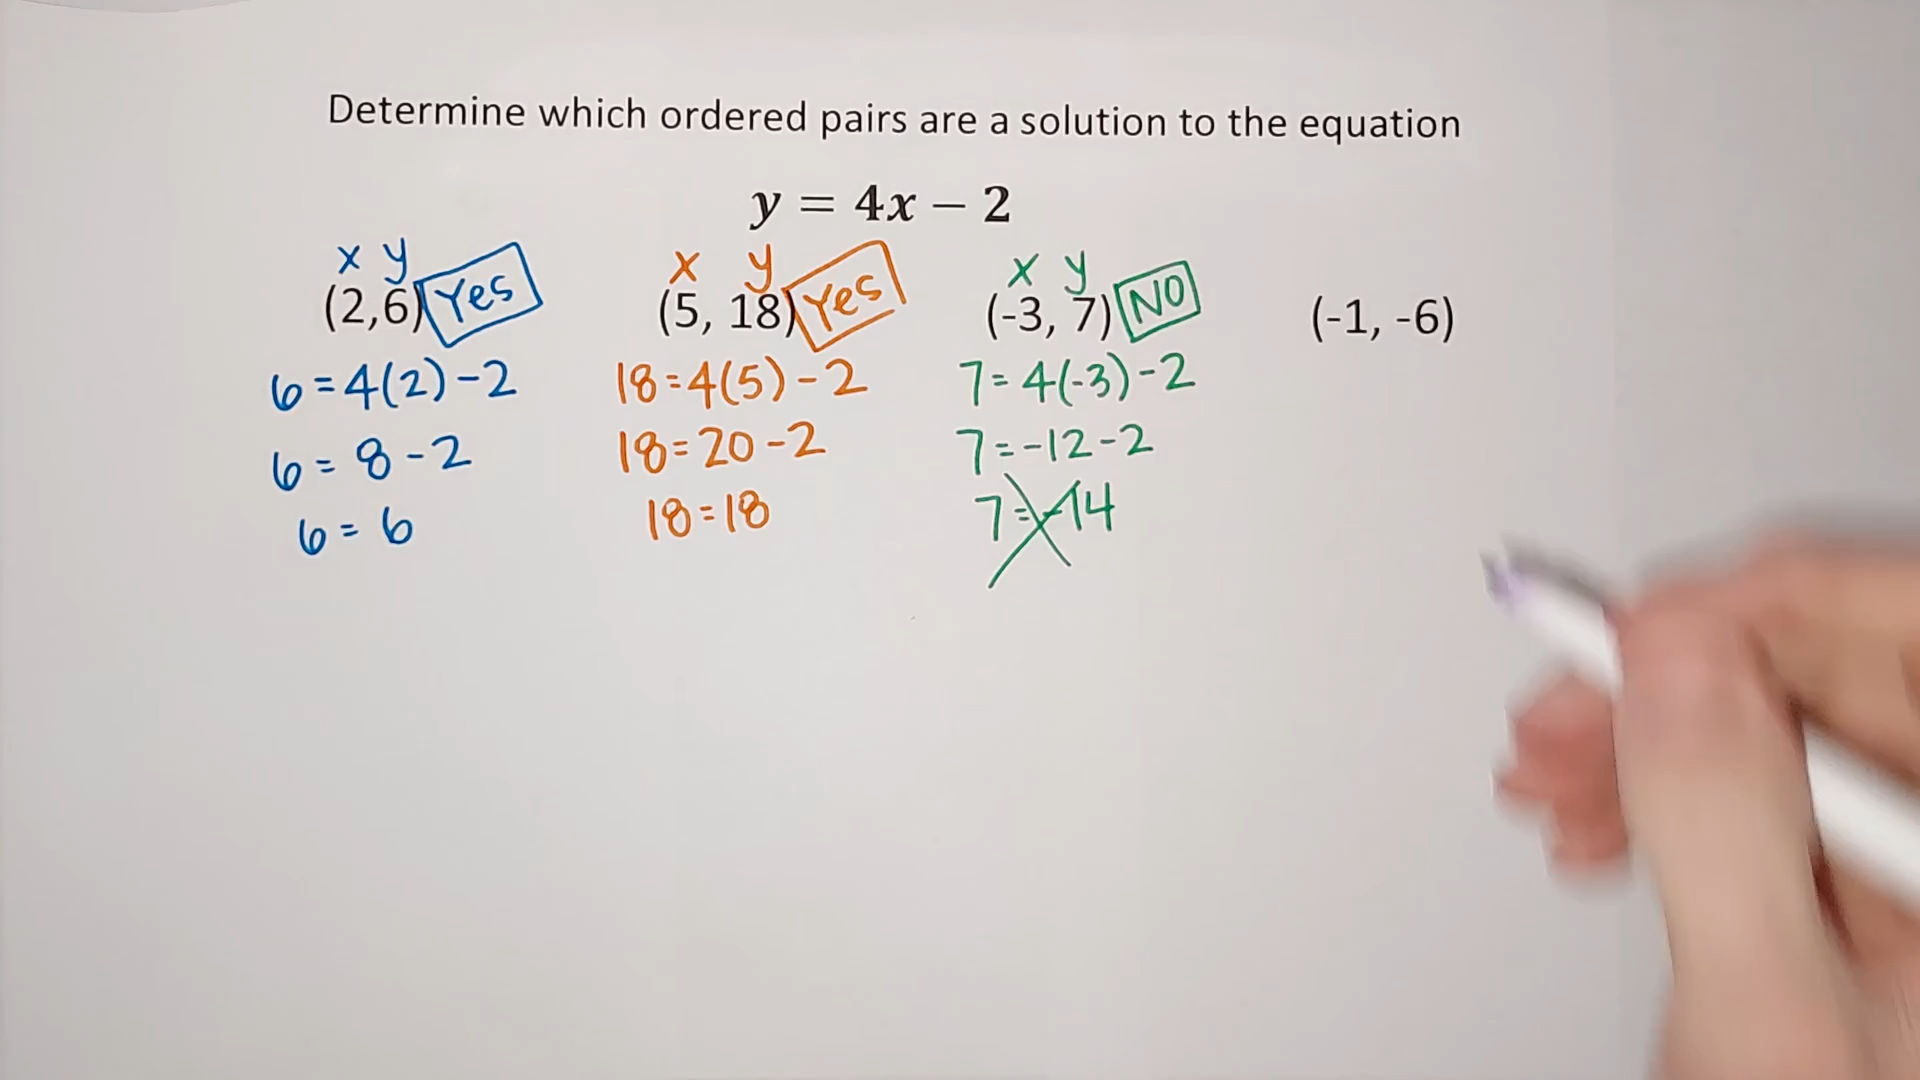 Determine which ordered pairs are a solution to the equation
y = 4x − 2
x y
(2,6) Yes
6 = 4(2) - 2
6 = 8 - 2
6 = 6
x y
(5, 18) Yes
18 = 4(5) - 2
18 = 20 - 2
18 = 18
x y
(-3, 7) NO
7 = 4(-3) - 2
7 = -12 - 2
7 = -14
(-1, -6)